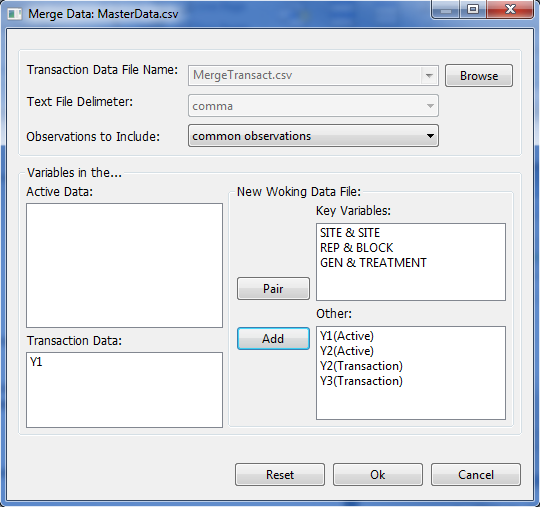 Merge Data: MasterData.csv
Transaction Data File Name:
MergeTransact.csv
Browse
Text File Delimeter:
comma
Observations to Include:
common observations
Variables in the...
Active Data:
New Woking Data File:
Key Variables:
SITE & SITE
REP & BLOCK
GEN & TREATMENT
Pair
Other:
Add
Y1(Active)
Y2(Active)
Y2(Transaction)
Y3(Transaction)
Transaction Data:
Y1
Reset
Ok
Cancel